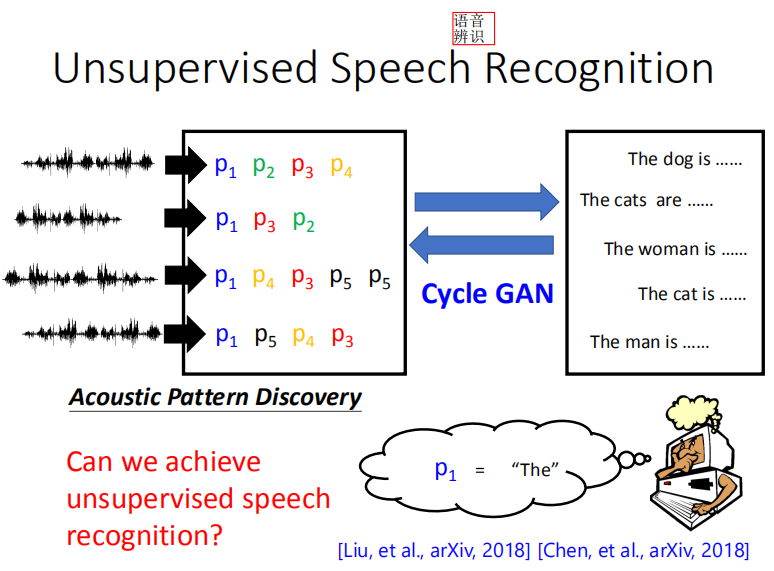 语音
辨识
Unsupervised Speech Recognition
p1 p2 p3 p4
p1 p3 p2
p1 p4 p3 p5 p5
p1 p5 p4 p3
Cycle GAN
The dog is ……
The cats are ……
The woman is ……
The cat is ……
The man is ……
Acoustic Pattern Discovery
Can we achieve
unsupervised speech
recognition?
p1 = “The”
[Liu, et al., arXiv, 2018] [Chen, et al., arXiv, 2018]